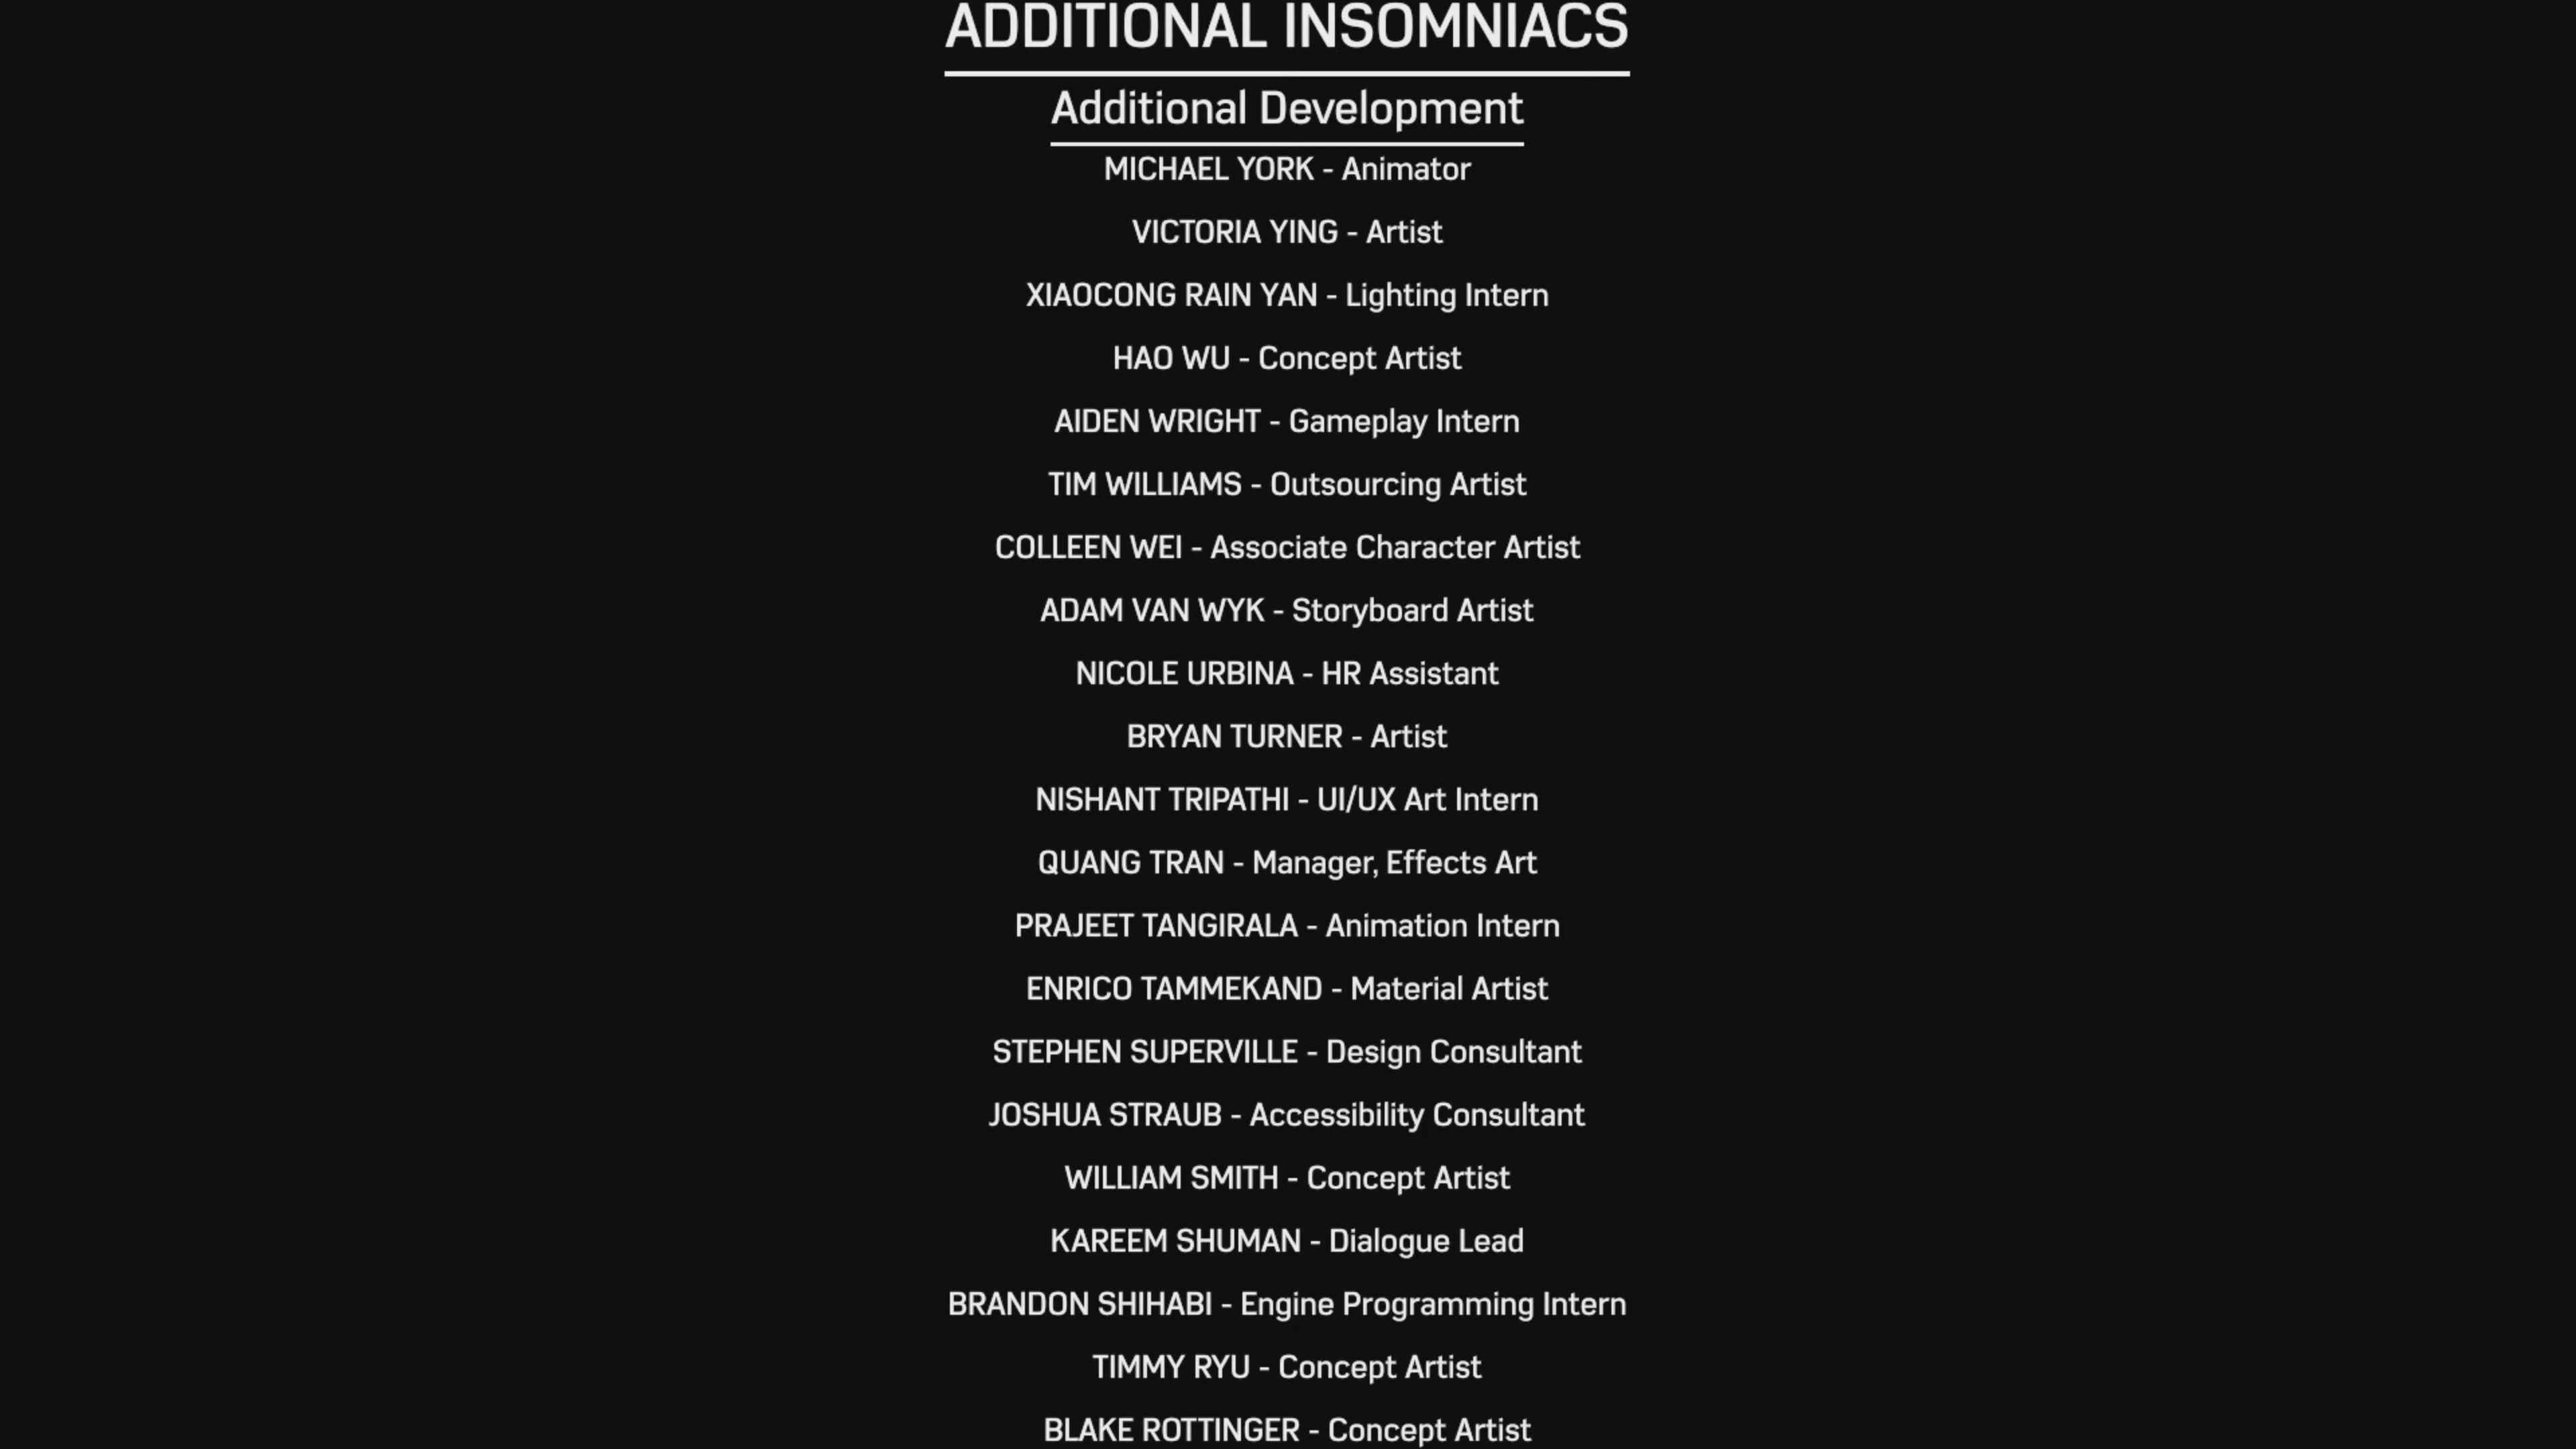 ADDITIONAL INSOMNIACS
Additional Development
MICHAEL YORK - Animator
VICTORIA YING - Artist
XIAOCONG RAIN YAN - Lighting Intern
HAO WU - Concept Artist
AIDEN WRIGHT - Gameplay Intern
TIM WILLIAMS - Outsourcing Artist
COLLEEN WEI - Associate Character Artist
ADAM VAN WYK - Storyboard Artist
NICOLE URBINA - HR Assistant
BRYAN TURNER - Artist
NISHANT TRIPATHI - UI/UX Art Intern
QUANG TRAN - Manager, Effects Art
PRAJEET TANGIRALA - Animation Intern
ENRICO TAMMEKAND - Material Artist
STEPHEN SUPERVILLE - Design Consultant
JOSHUA STRAUB - Accessibility Consultant
WILLIAM SMITH - Concept Artist
KAREEM SHUMAN - Dialogue Lead
BRANDON SHIHABI - Engine Programming Intern
TIMMY RYU - Concept Artist
BLAKE ROTTINGER - Concept Artist